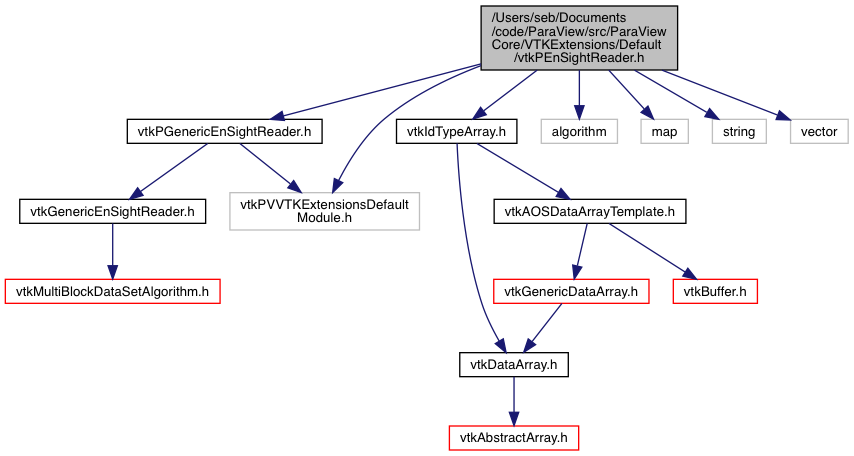 /Users/seb/Documents
/code/ParaView/src/ParaView
Core/VTKExtensions/Default
/vtkPEnSightReader.h
vtkPGenericEnSightReader.h
vtkIdTypeArray.h
algorithm
map
string
vector
vtkGenericEnSightReader.h
vtkPVVTKExtensionsDefault
Module.h
vtkAOSDataArrayTemplate.h
vtkMultiBlockDataSetAlgorithm.h
vtkGenericDataArray.h
vtkBuffer.h
vtkDataArray.h
vtkAbstractArray.h